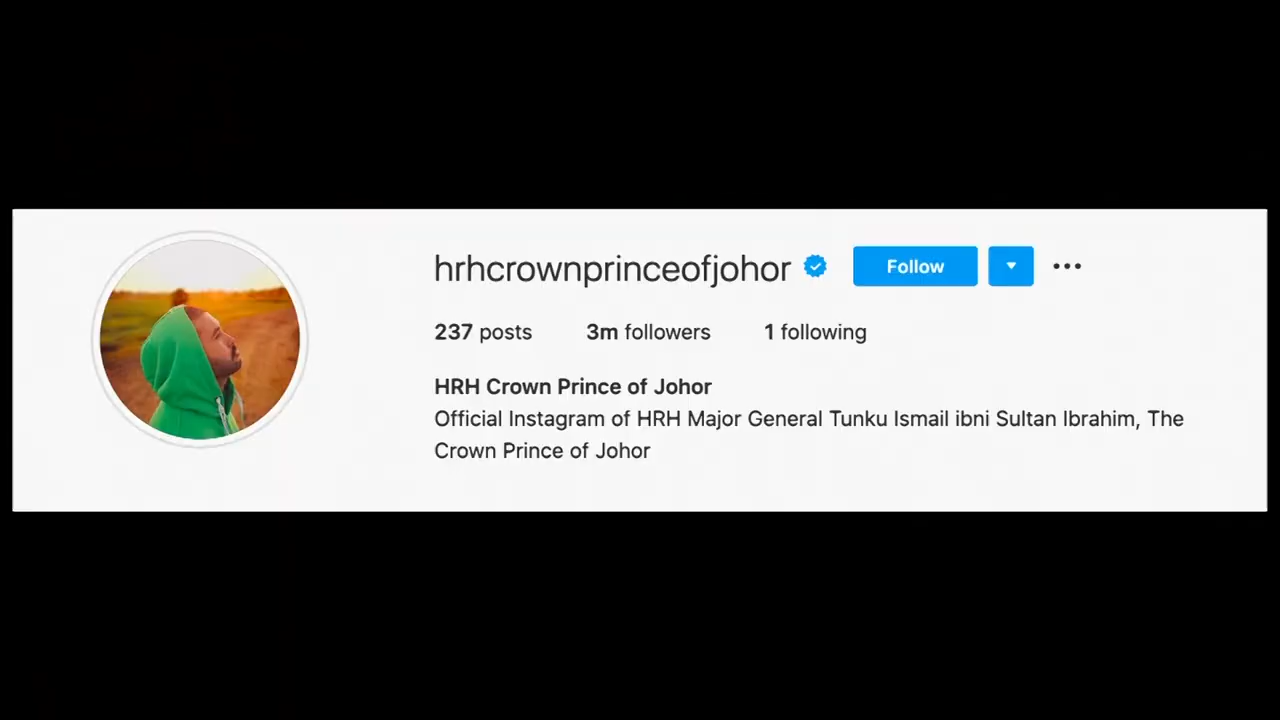 hrhcrownprinceofjohor Follow
237 posts 3m followers 1 following
HRH Crown Prince of Johor
Official Instagram of HRH Major General Tunku Ismail ibni Sultan Ibrahim, The
Crown Prince of Johor